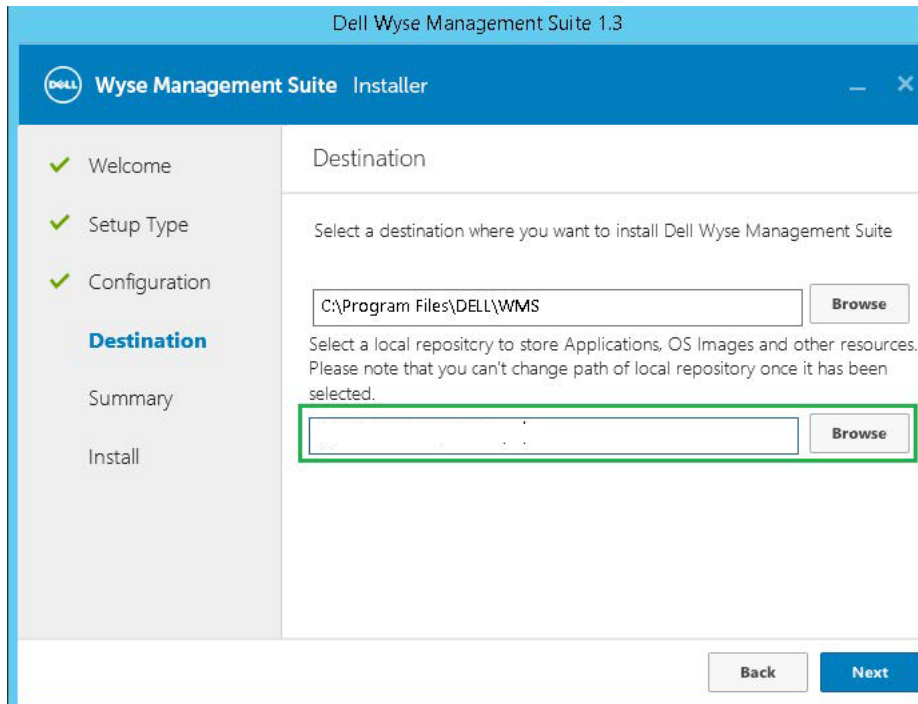 Dell Wyse Management Suite 1.3
DELL Wyse Management Suite Installer
Welcome
Setup Type
Configuration
Destination
Summary
Install
Destination
Select a destination where you want to install Dell Wyse Management Suite
C:\Program Files\DELL\WMS
Browse
Select a local repository to store Applications, OS Images and other resources.
Please note that you can't change path of local repository once it has been
selected.
Browse
Back
Next